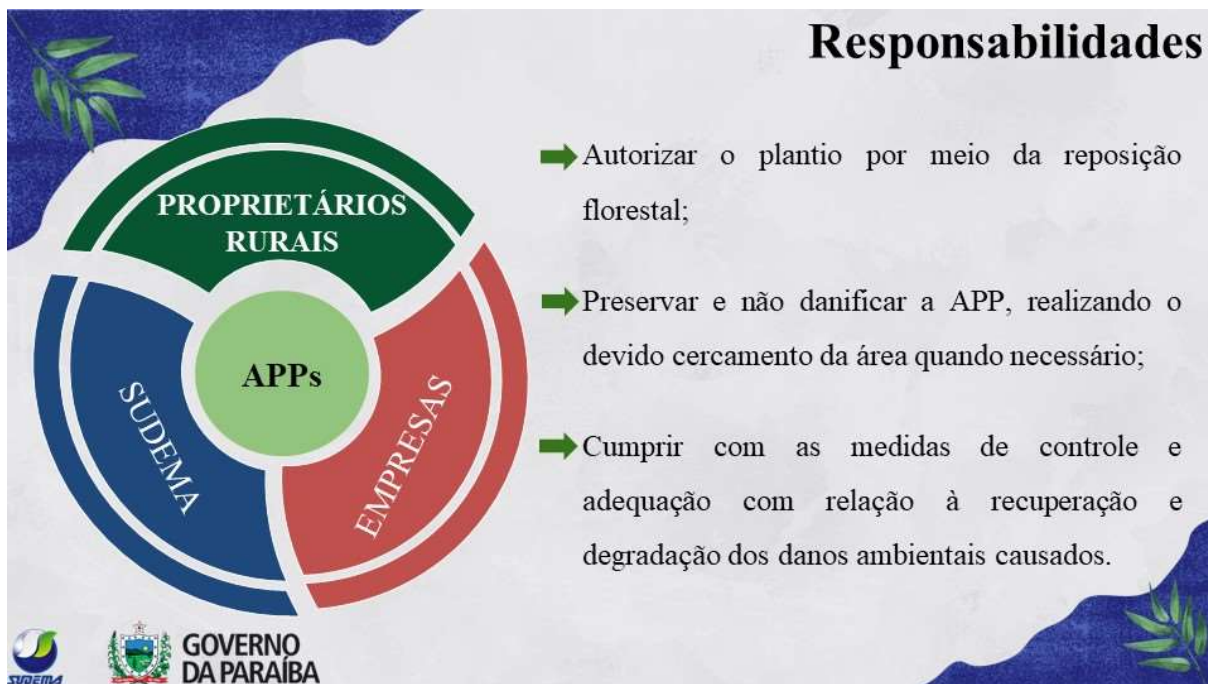 Responsabilidades
PROPRIETÁRIOS
RURAIS
APPs
SUDEMA
EMPRESAS
Autorizar o plantio por meio da reposição
florestal;
Preservar e não danificar a APP, realizando o
devido cercamento da área quando necessário;
Cumprir com as medidas de controle e
adequação com relação à recuperação e
degradação dos danos ambientais causados.
SUDEMA
GOVERNO
DA PARAÍBA